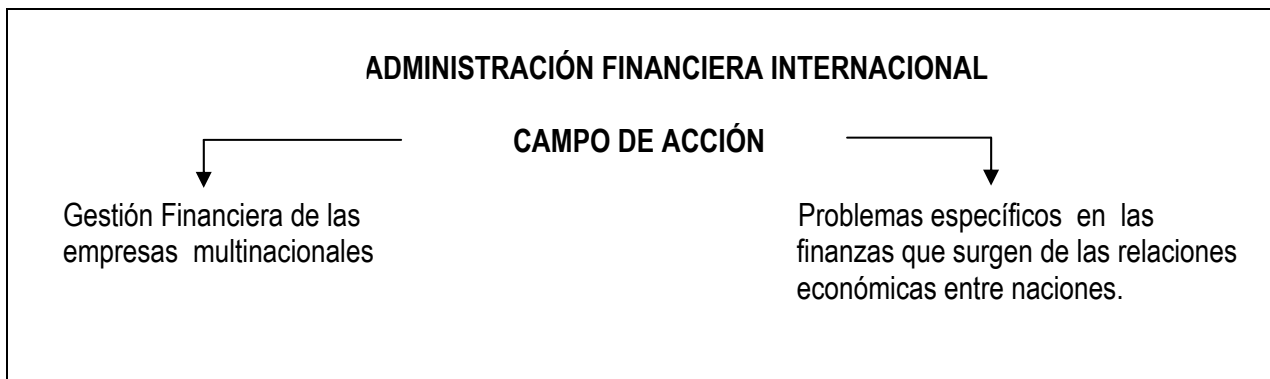 ADMINISTRACIÓN FINANCIERA INTERNACIONAL
CAMPO DE ACCIÓN
Gestión Financiera de las
empresas multinacionales
Problemas específicos en las
finanzas que surgen de las relaciones
económicas entre naciones.